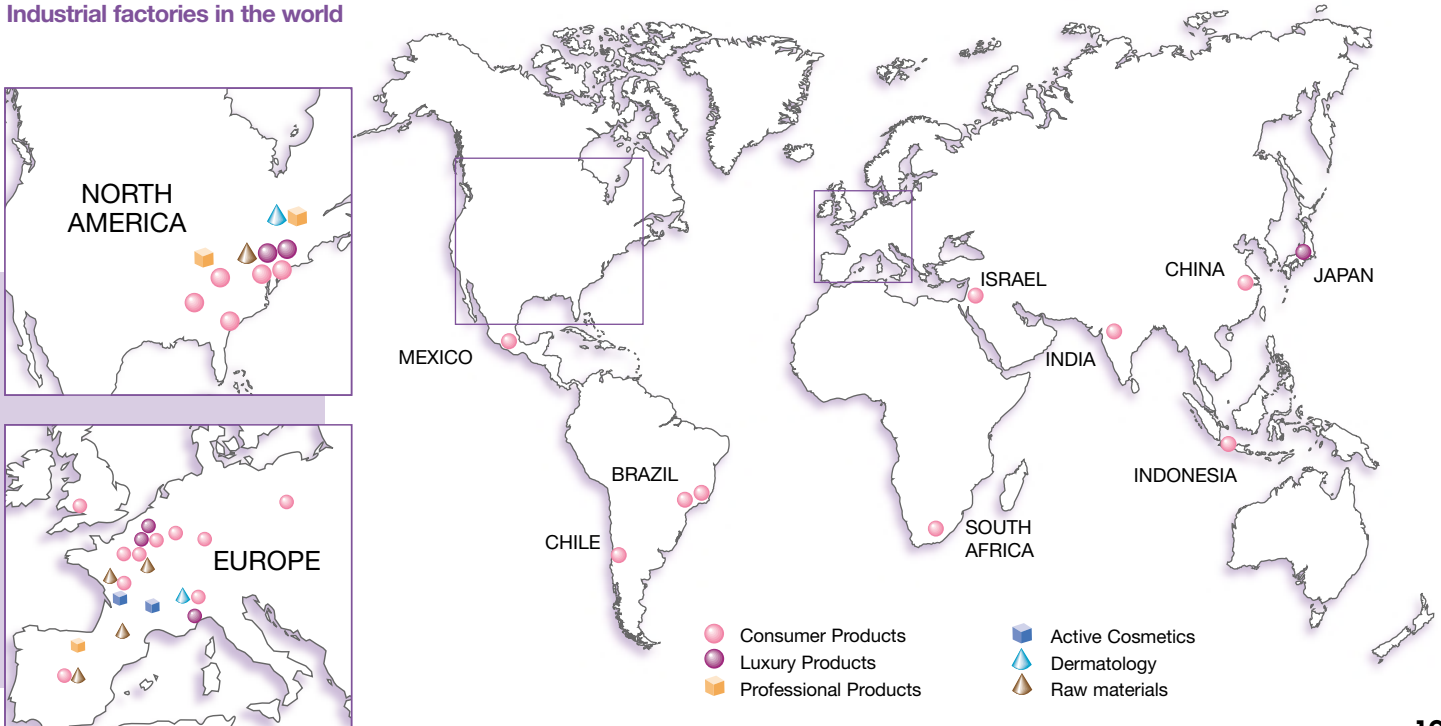 Industrial factories in the world
NORTH
AMERICA
EUROPE
MEXICO
BRAZIL
CHILE
ISRAEL
SOUTH
AFRICA
INDIA
CHINA
JAPAN
INDONESIA
Consumer Products
Luxury Products
Professional Products
Active Cosmetics
Dermatology
Raw materials